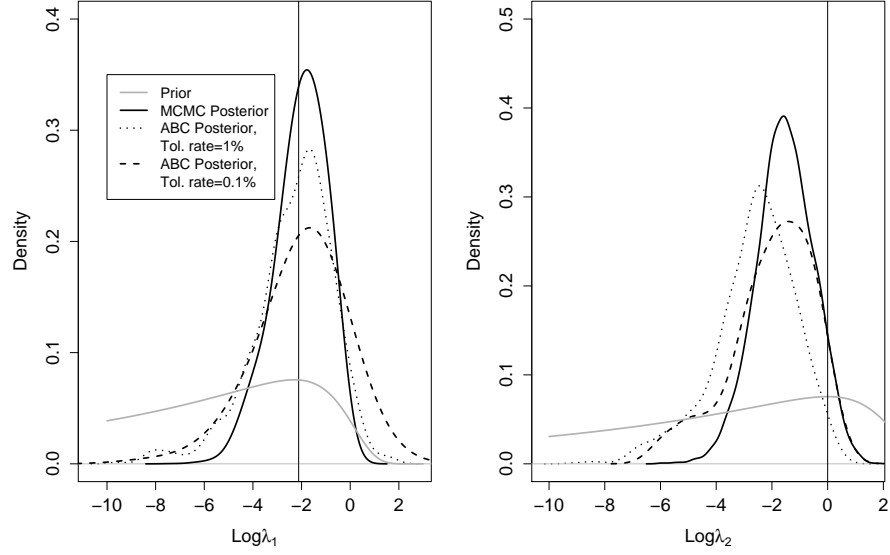 0.4
0.3
0.2
0.1
0.0
Density
Prior
MCMC Posterior
ABC Posterior,
Tol. rate=1%
ABC Posterior,
Tol. rate=0.1%
−10 −8 −6 −4 −2 0 2
Logλ1
0.5
0.4
0.3
0.2
0.1
0.0
Density
−10 −8 −6 −4 −2 0 2
Logλ2